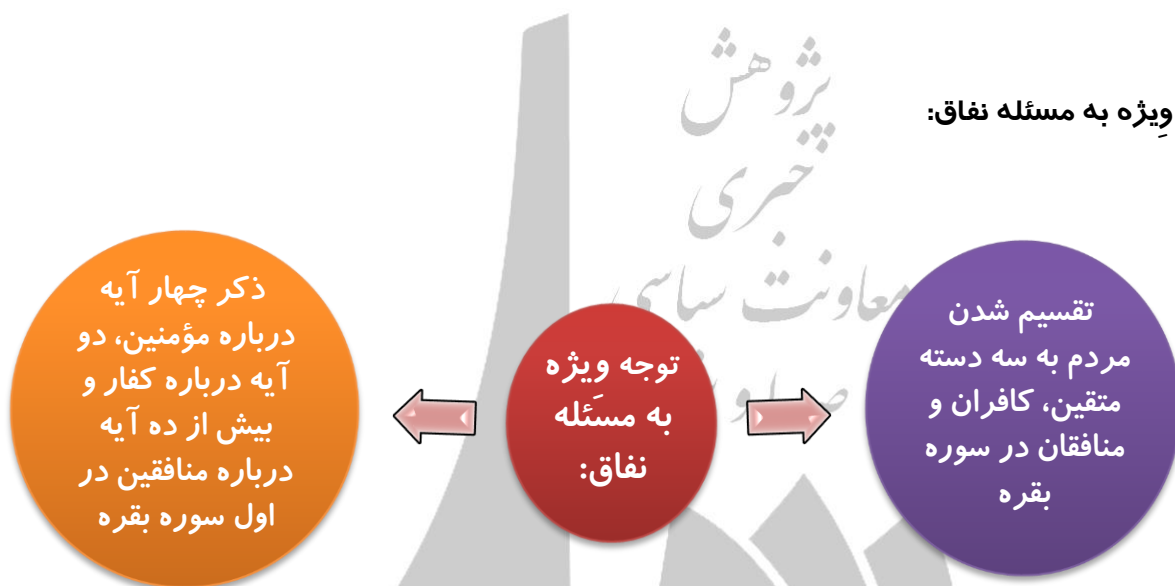 وِیژه به مسئله نفاق:
پژوهش
خبری
معاونت سیاسی
تقسیم شدن
مردم به سه دسته
متقین، کافران و
منافقان در سوره
بقره
توجه ویَژه
به مسَئله
نفاق:
ذکر چهار آیه
درباره مؤمنین، دو
آیه درباره کفار و
بیش از ده آیه
درباره منافقین در
اول سوره بقره